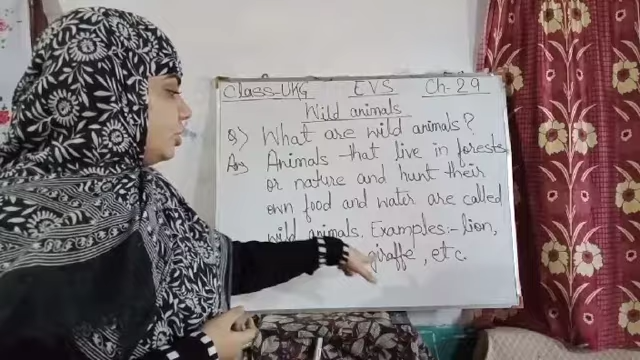 Class-UKG EVS Ch-29
Wild animals
Q) What are wild animals?
Ans Animals that live in forests
or nature and hunt their
own food and water are called
wild animals. Examples:- lion,
giraffe, etc.